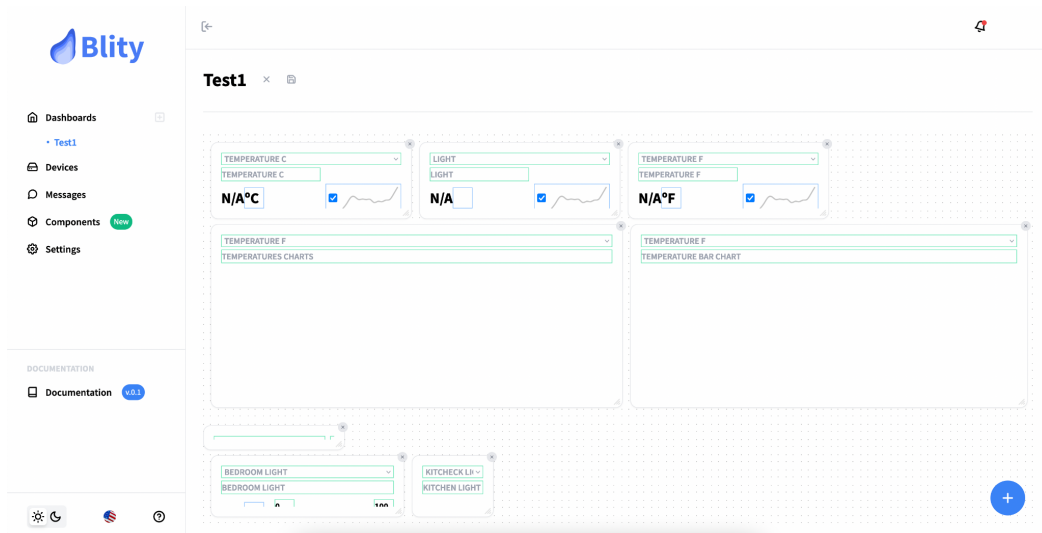 Blity
Test1
Dashboards
• Test1
Devices
Messages
Components New
Settings
DOCUMENTATION
Documentation v.0.1
TEMPERATURE C
TEMPERATURE C
N/A°C
LIGHT
LIGHT
N/A
TEMPERATURE F
TEMPERATURE F
N/A°F
TEMPERATURE F
TEMPERATURES CHARTS
TEMPERATURE F
TEMPERATURE BAR CHART
BEDROOM LIGHT
BEDROOM LIGHT
0 100
KITCHECK LI
KITCHEN LIGHT